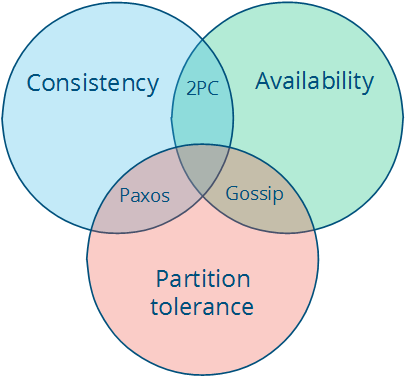 Consistency
2PC
Availability
Paxos
Gossip
Partition
tolerance